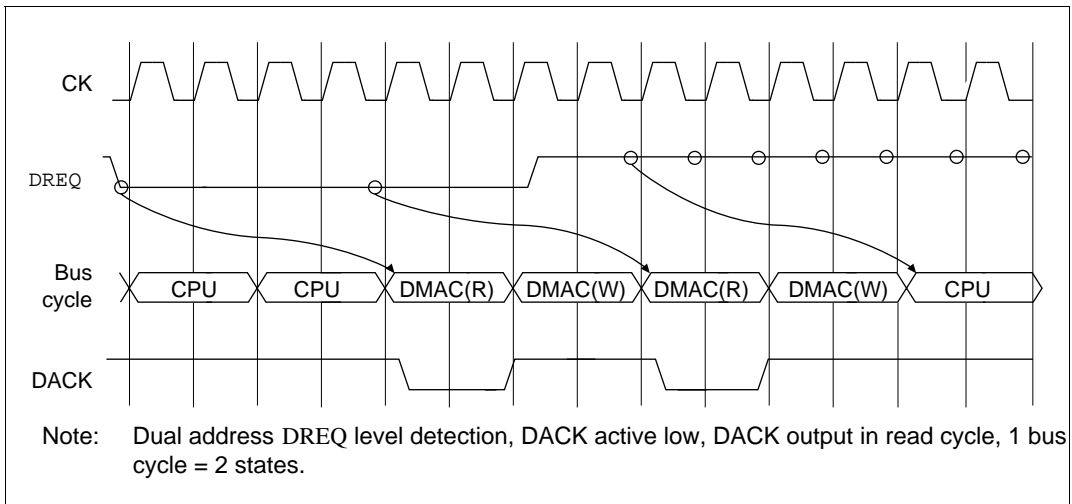 CK
DREQ
Bus
cycle
CPU CPU DMAC(R) DMAC(W) DMAC(R) DMAC(W) CPU
DACK
Note: Dual address DREQ level detection, DACK active low, DACK output in read cycle, 1 bus
cycle = 2 states.